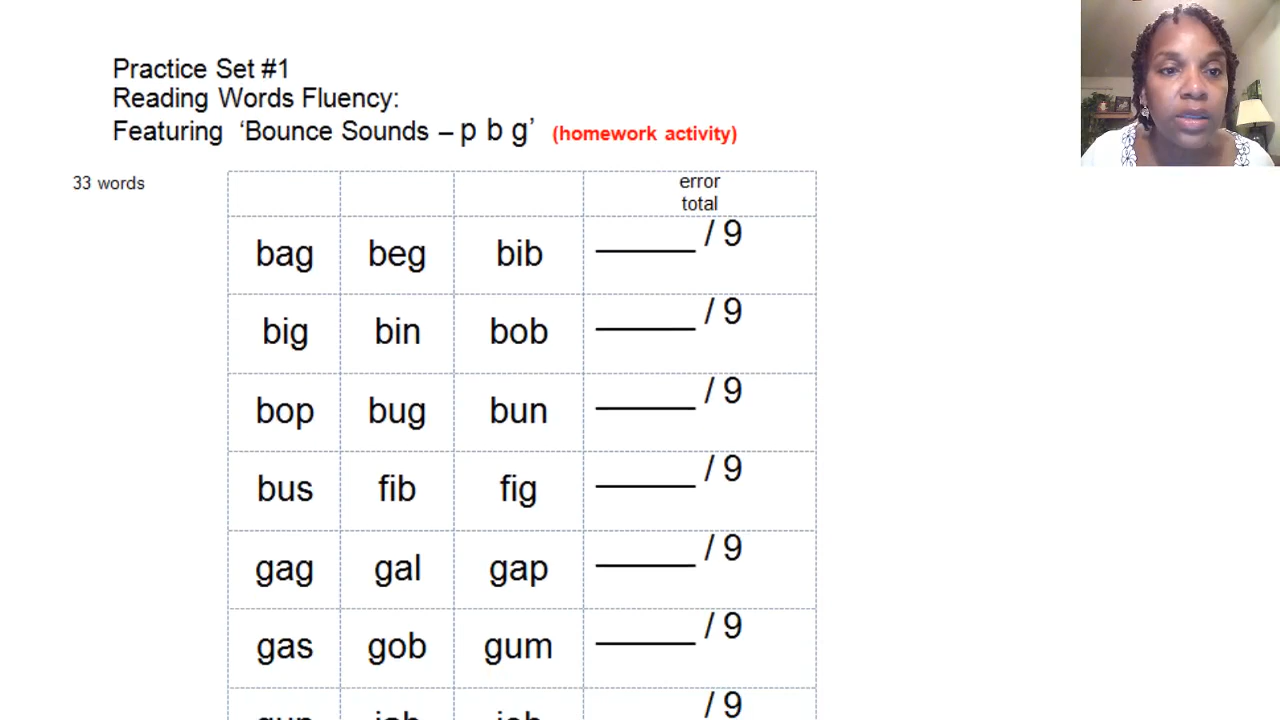 Practice Set #1
Reading Words Fluency:
Featuring ‘Bounce Sounds – p b g’ (homework activity)
33 words
error
total
bag beg bib ______ / 9
big bin bob ______ / 9
bop bug bun ______ / 9
bus fib fig ______ / 9
gag gal gap ______ / 9
gas gob gum ______ / 9
/ 9